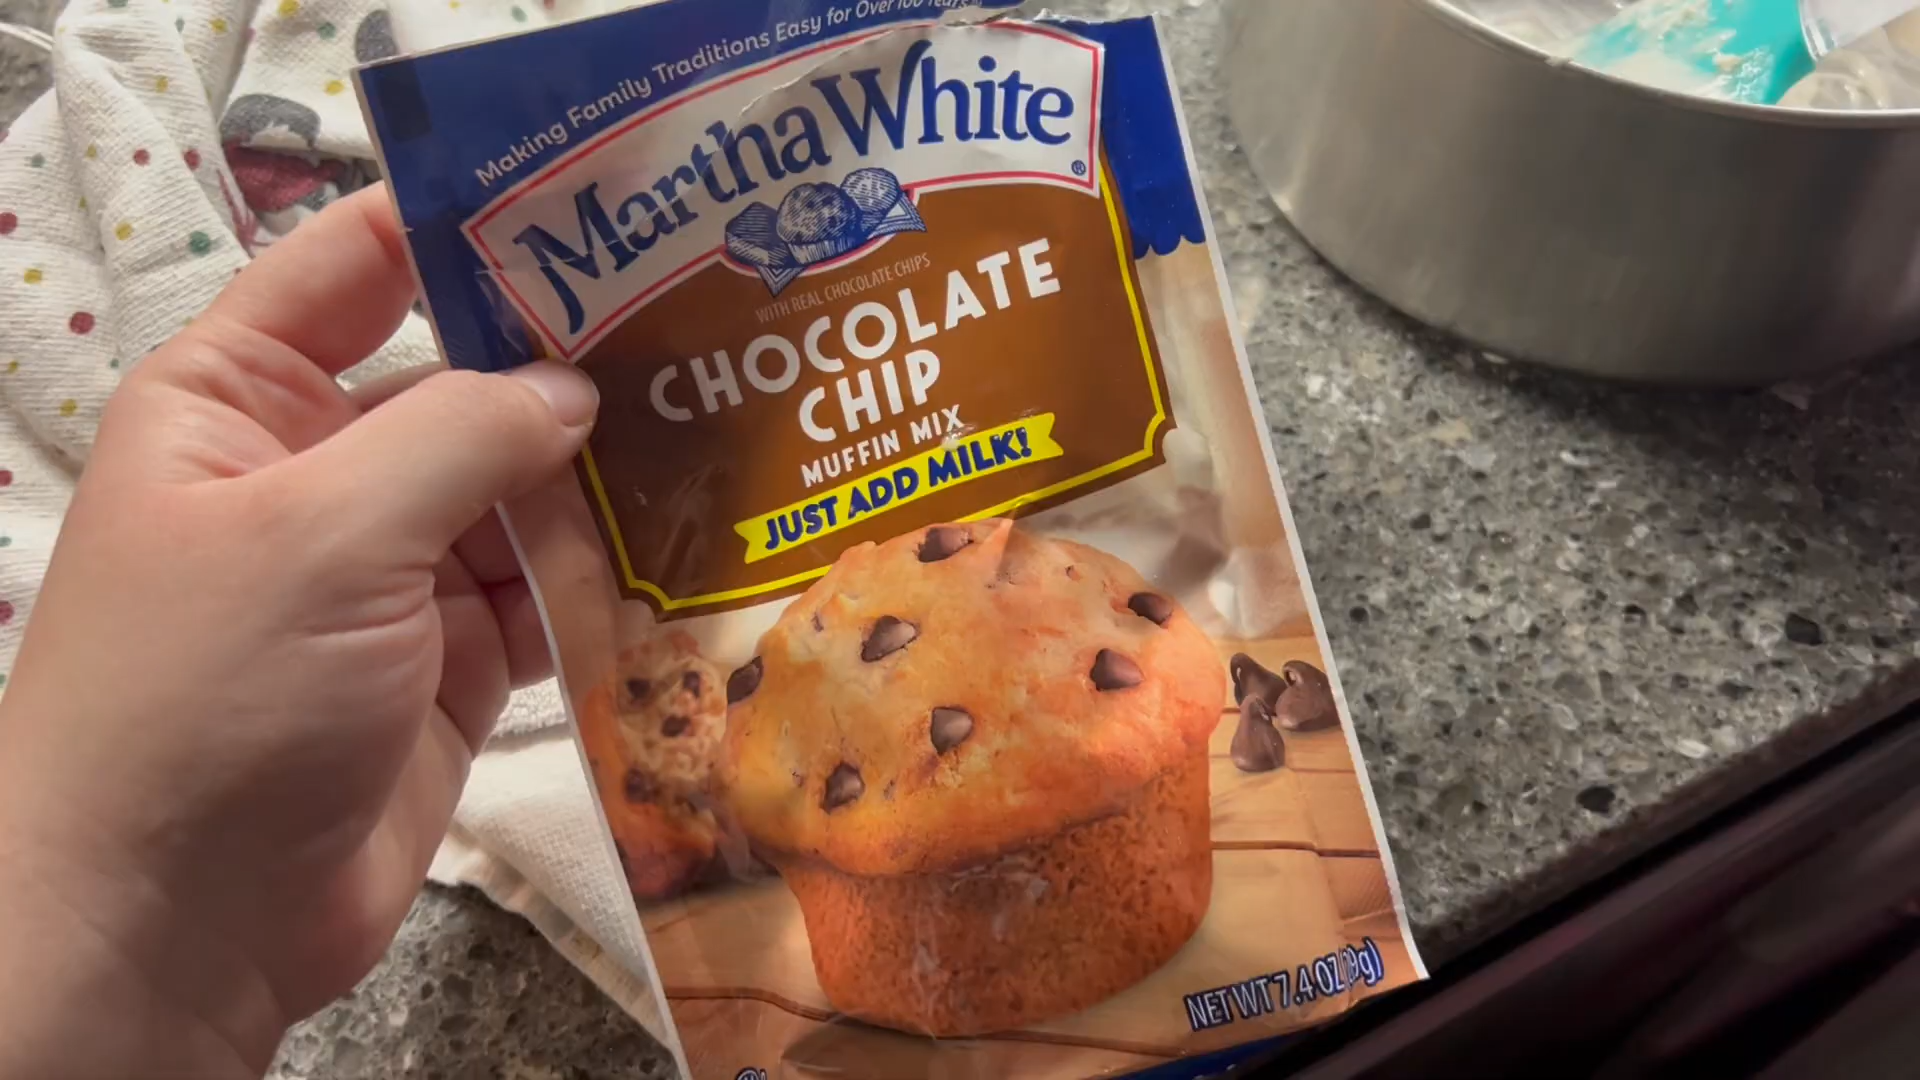 Making Family Traditions Easy for Over 100 Years
Martha White®
WITH REAL CHOCOLATE CHIPS
CHOCOLATE
CHIP
MUFFIN MIX
JUST ADD MILK!
NET WT 7.4 OZ